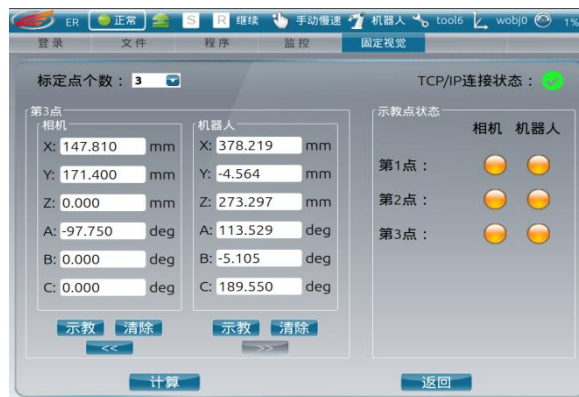 ER 正常 S R 继续 手动慢速 机器人 tool6 wobj0 1%
登录 文件 程序 监控 固定视觉
标定点个数： 3 TCP/IP连接状态：
第3点
相机
X: 147.810 mm
Y: 171.400 mm
Z: 0.000 mm
A: -97.750 deg
B: 0.000 deg
C: 0.000 deg
示教 清除
<<
机器人
X: 378.219 mm
Y: -4.564 mm
Z: 273.297 mm
A: 113.529 deg
B: -5.105 deg
C: 189.550 deg
示教 清除
>>
示教点状态
相机 机器人
第1点：
第2点：
第3点：
计算 返回